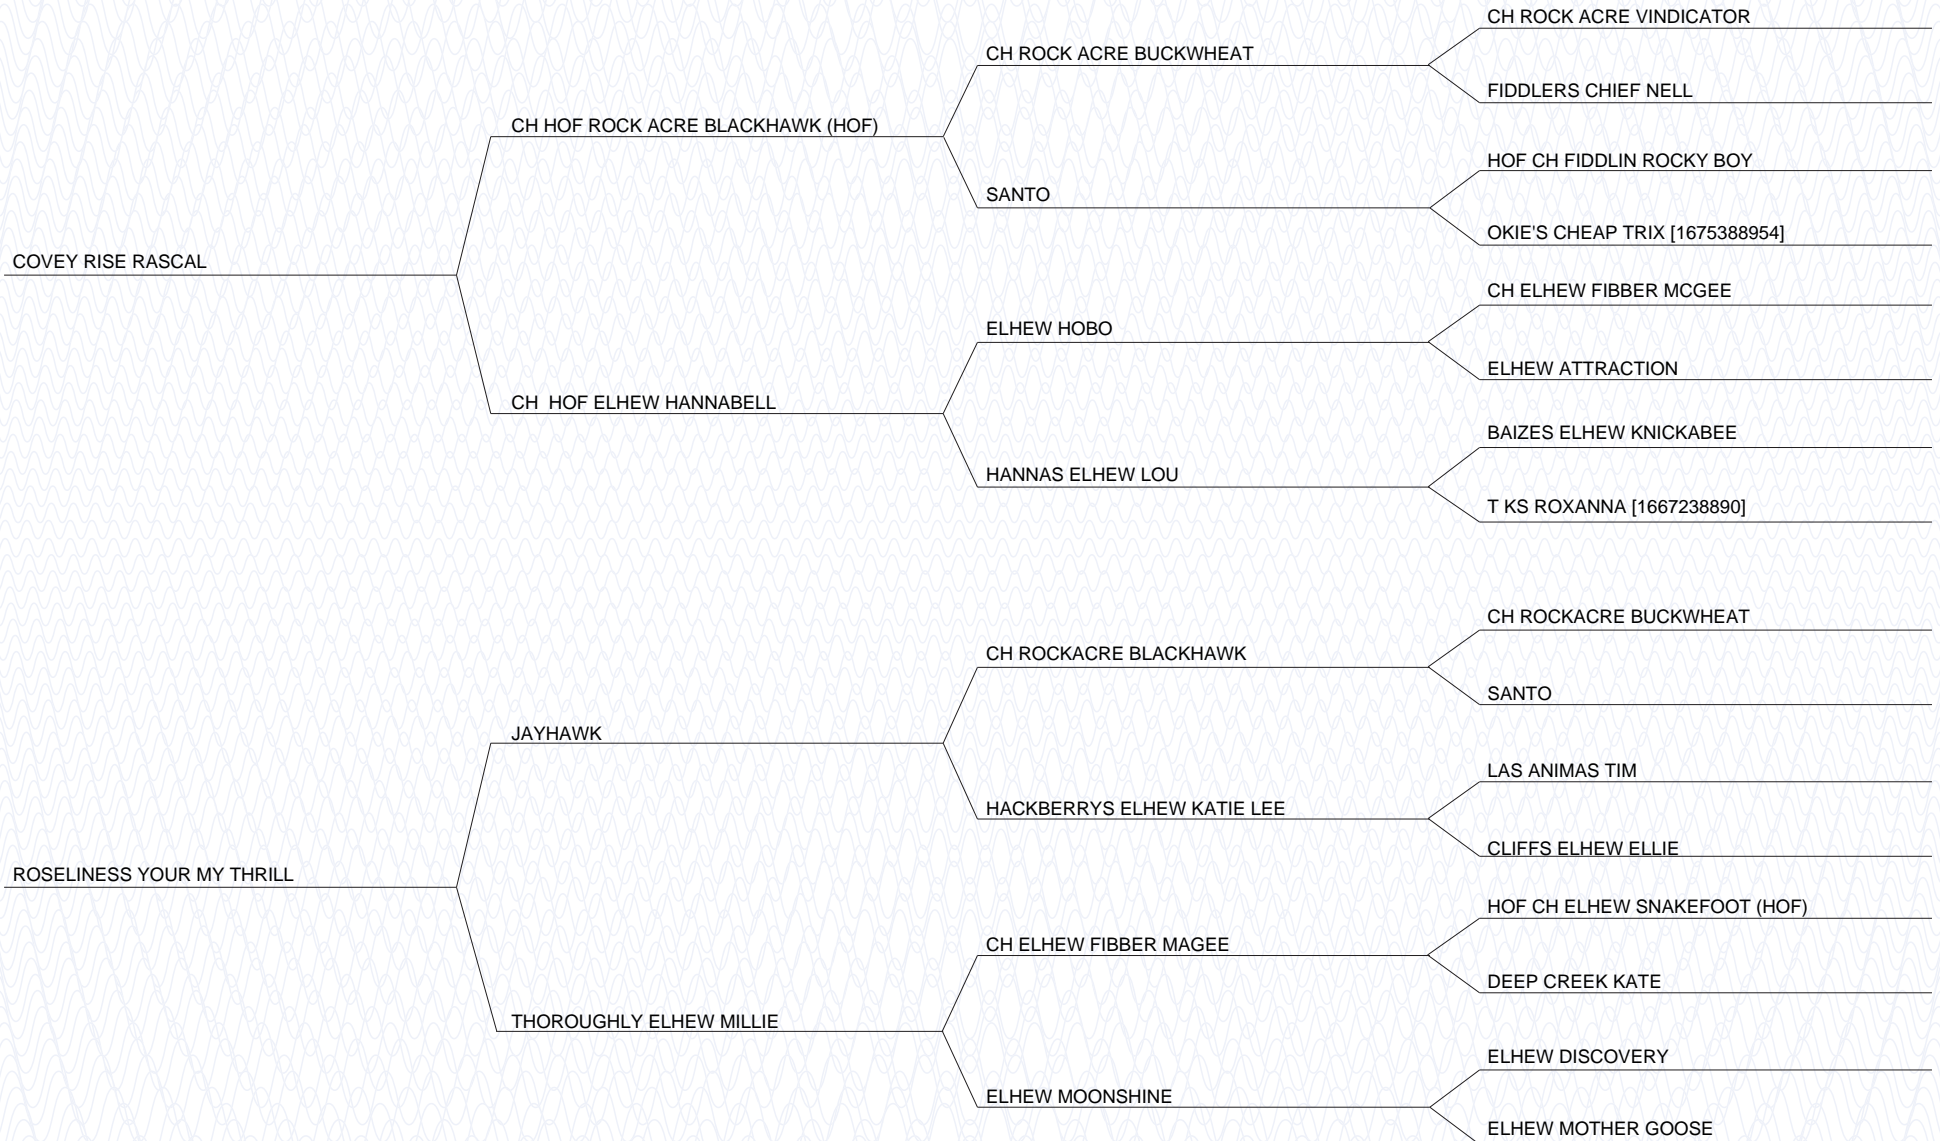 CH ROCK ACRE VINDICATOR
CH ROCK ACRE BUCKWHEAT
FIDDLERS CHIEF NELL
CH HOF ROCK ACRE BLACKHAWK (HOF)
HOF CH FIDDLIN ROCKY BOY
SANTO
OKIE'S CHEAP TRIX [1675388954]
COVEY RISE RASCAL
CH ELHEW FIBBER MCGEE
ELHEW HOBO
ELHEW ATTRACTION
CH  HOF ELHEW HANNABELL
BAIZES ELHEW KNICKABEE
HANNAS ELHEW LOU
T KS ROXANNA [1667238890]
CH ROCKACRE BUCKWHEAT
CH ROCKACRE BLACKHAWK
SANTO
JAYHAWK
LAS ANIMAS TIM
HACKBERRYS ELHEW KATIE LEE
CLIFFS ELHEW ELLIE
ROSELINESS YOUR MY THRILL
HOF CH ELHEW SNAKEFOOT (HOF)
CH ELHEW FIBBER MAGEE
DEEP CREEK KATE
THOROUGHLY ELHEW MILLIE
ELHEW DISCOVERY
ELHEW MOONSHINE
ELHEW MOTHER GOOSE